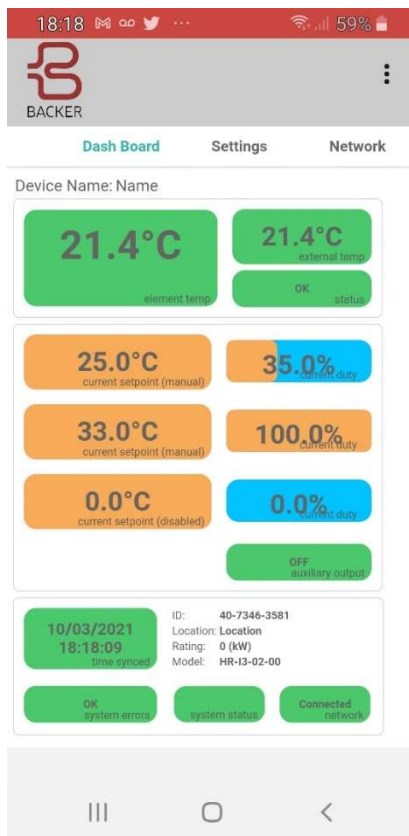 18:18 59%
BACKER
Dash Board Settings Network
Device Name: Name
21.4°C
element temp
21.4°C
external temp
OK
status
25.0°C
current setpoint (manual)
35.0%
current duty
33.0°C
current setpoint (manual)
100.0%
current duty
0.0°C
current setpoint (disabled)
0.0%
current duty
OFF
auxiliary output
10/03/2021
18:18:09
time synced
ID: 40-7346-3581
Location: Location
Rating: 0 (kW)
Model: HR-I3-02-00
OK
system errors
system status
Connected
network